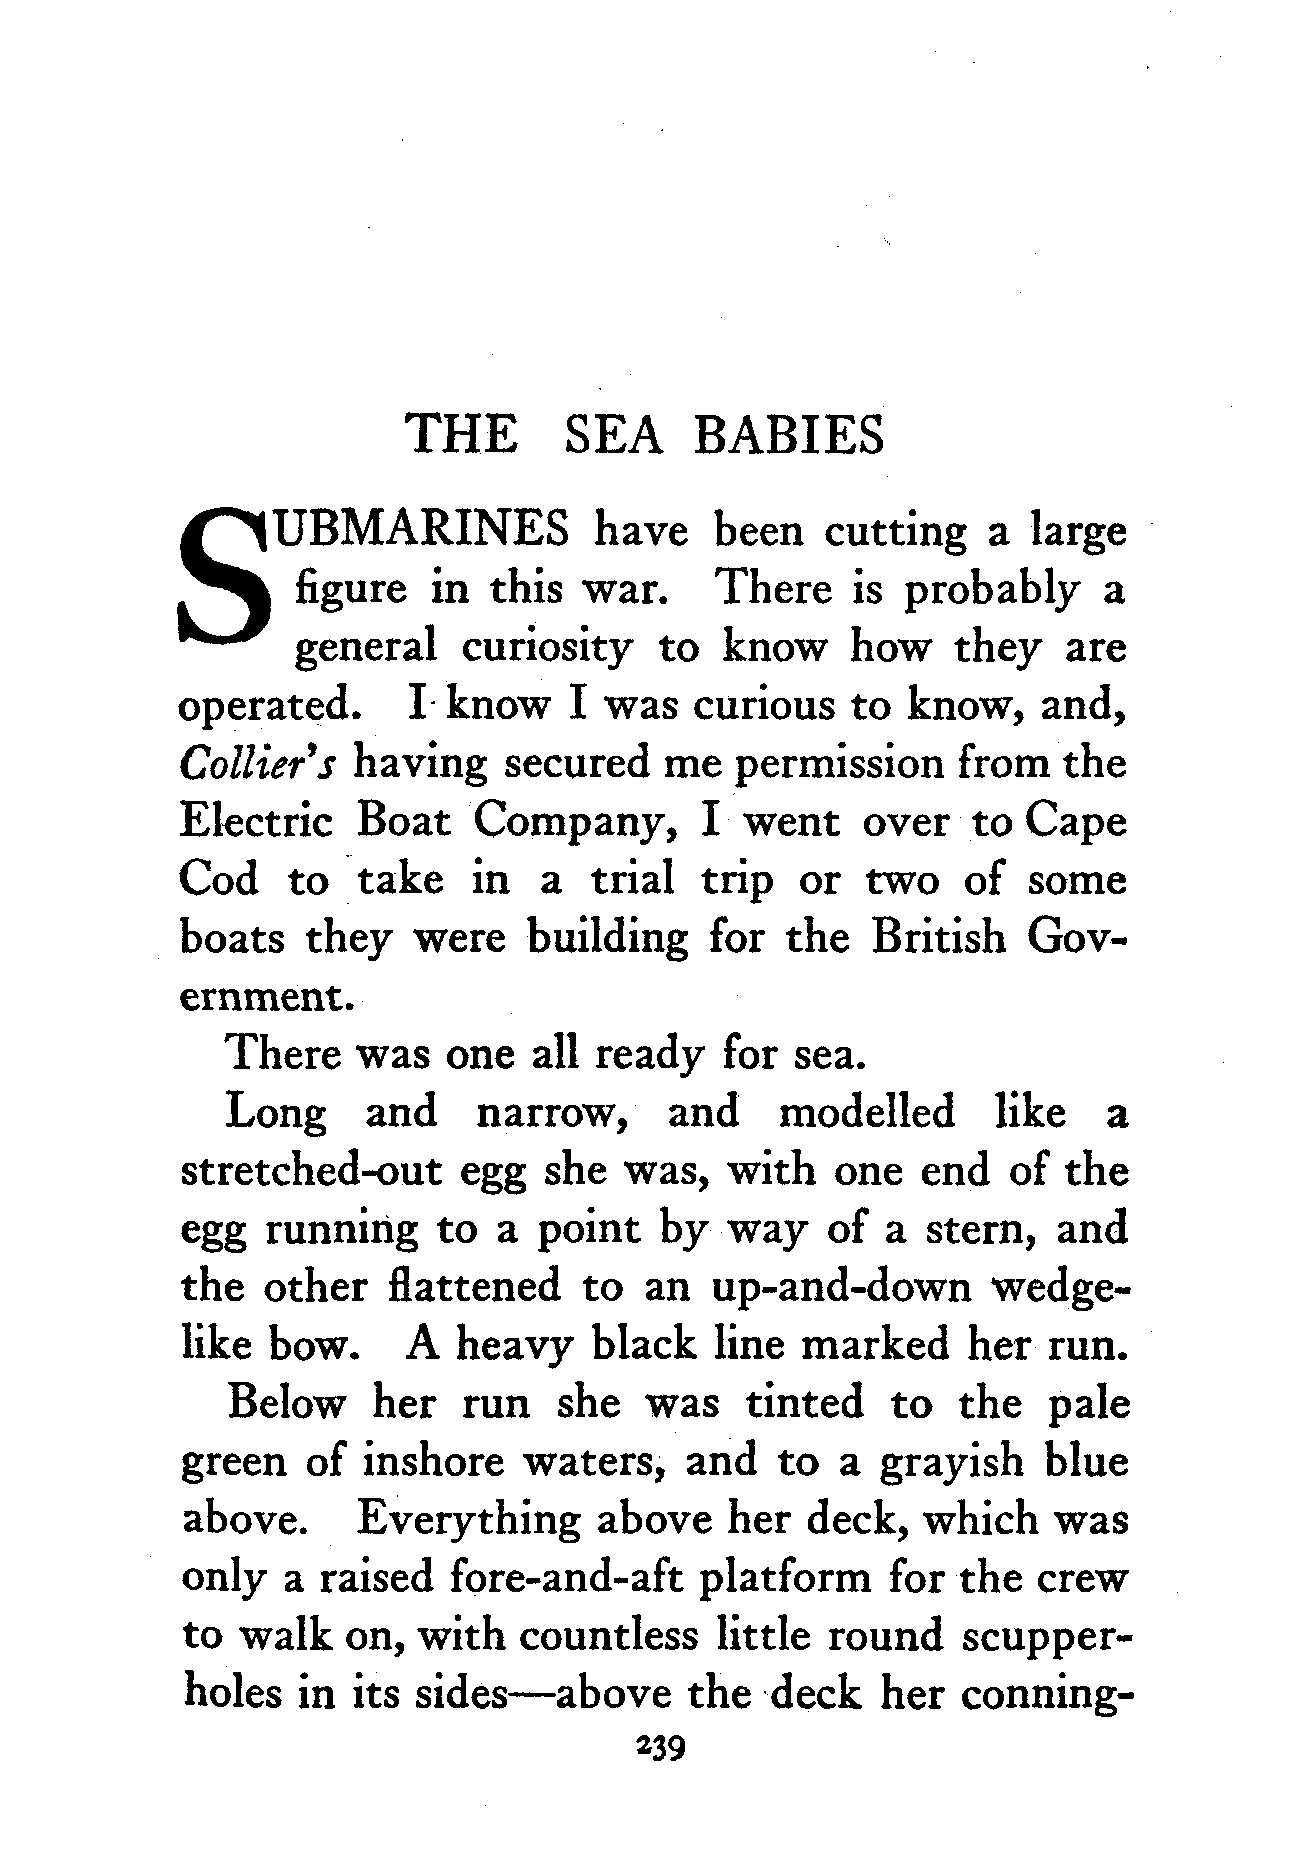 THE SEA BABIES
SUBMARINES have been cutting a large
figure in this war. There is probably a
general curiosity to know how they are
operated. I know I was curious to know, and,
Collier's having secured me permission from the
Electric Boat Company, I went over to Cape
Cod to take in a trial trip or two of some
boats they were building for the British Gov-
ernment.
There was one all ready for sea.
Long and narrow, and modelled like a
stretched-out egg she was, with one end of the
egg running to a point by way of a stern, and
the other flattened to an up-and-down wedge-
like bow. A heavy black line marked her run.
Below her run she was tinted to the pale
green of inshore waters, and to a grayish blue
above. Everything above her deck, which was
only a raised fore-and-aft platform for the crew
to walk on, with countless little round scupper-
holes in its sides—above the deck her conning-
239